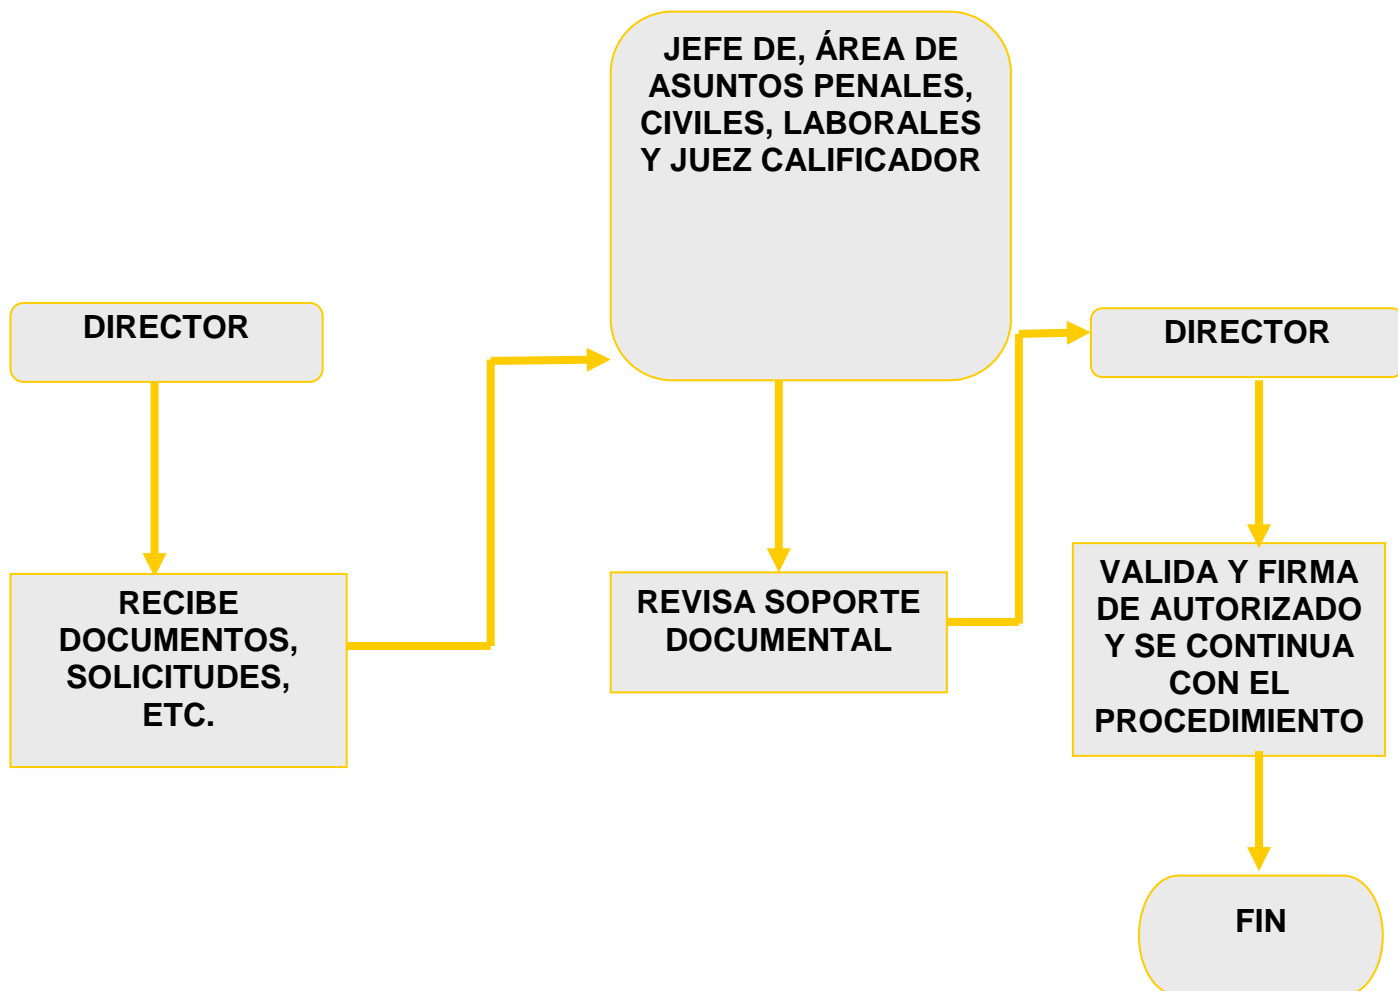 DIRECTOR
RECIBE
DOCUMENTOS,
SOLICITUDES,
ETC.
JEFE DE, ÁREA DE
ASUNTOS PENALES,
CIVILES, LABORALES
Y JUEZ CALIFICADOR
REVISA SOPORTE
DOCUMENTAL
DIRECTOR
VALIDA Y FIRMA
DE AUTORIZADO
Y SE CONTINUA
CON EL
PROCEDIMIENTO
FIN